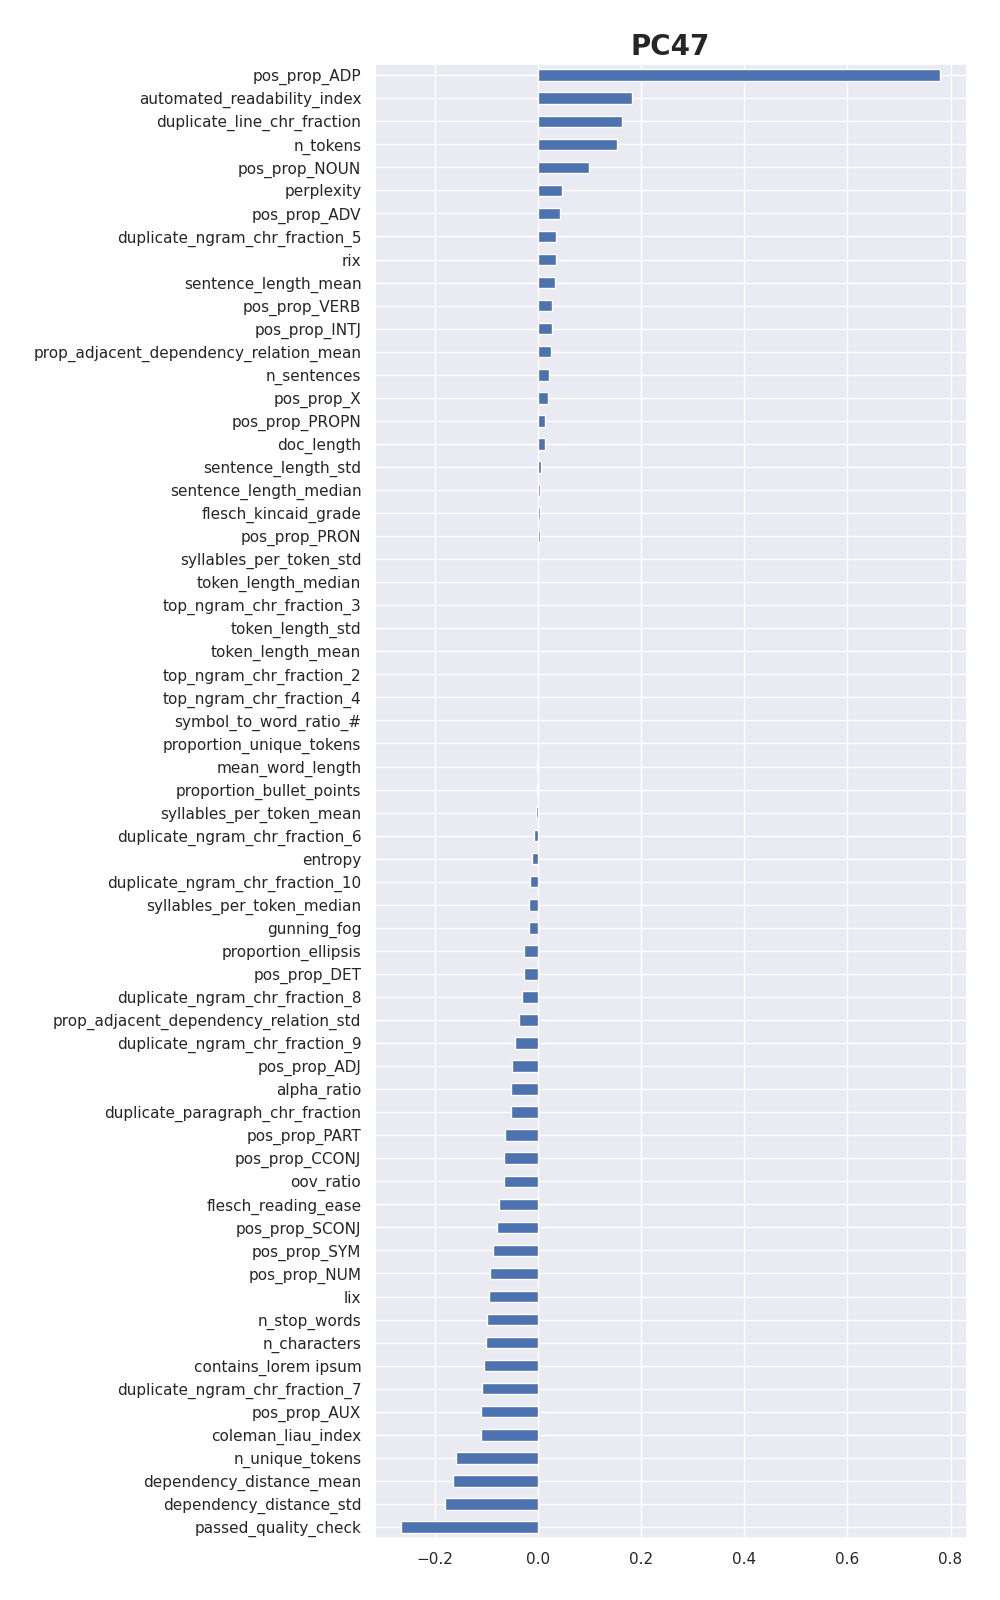 PC47
pos_prop_ADP
automated_readability_index
duplicate_line_chr_fraction
n_tokens
pos_prop_NOUN
perplexity
pos_prop_ADV
duplicate_ngram_chr_fraction_5
rix
sentence_length_mean
pos_prop_VERB
pos_prop_INTJ
prop_adjacent_dependency_relation_mean
n_sentences
pos_prop_X
pos_prop_PROPN
doc_length
sentence_length_std
sentence_length_median
flesch_kincaid_grade
pos_prop_PRON
syllables_per_token_std
token_length_median
top_ngram_chr_fraction_3
token_length_std
token_length_mean
top_ngram_chr_fraction_2
top_ngram_chr_fraction_4
symbol_to_word_ratio_#
proportion_unique_tokens
mean_word_length
proportion_bullet_points
syllables_per_token_mean
duplicate_ngram_chr_fraction_6
entropy
duplicate_ngram_chr_fraction_10
syllables_per_token_median
gunning_fog
proportion_ellipsis
pos_prop_DET
duplicate_ngram_chr_fraction_8
prop_adjacent_dependency_relation_std
duplicate_ngram_chr_fraction_9
pos_prop_ADJ
alpha_ratio
duplicate_paragraph_chr_fraction
pos_prop_PART
pos_prop_CCONJ
oov_ratio
flesch_reading_ease
pos_prop_SCONJ
pos_prop_SYM
pos_prop_NUM
lix
n_stop_words
n_characters
contains_lorem ipsum
duplicate_ngram_chr_fraction_7
pos_prop_AUX
coleman_liau_index
n_unique_tokens
dependency_distance_mean
dependency_distance_std
passed_quality_check
−0.2 0.0 0.2 0.4 0.6 0.8